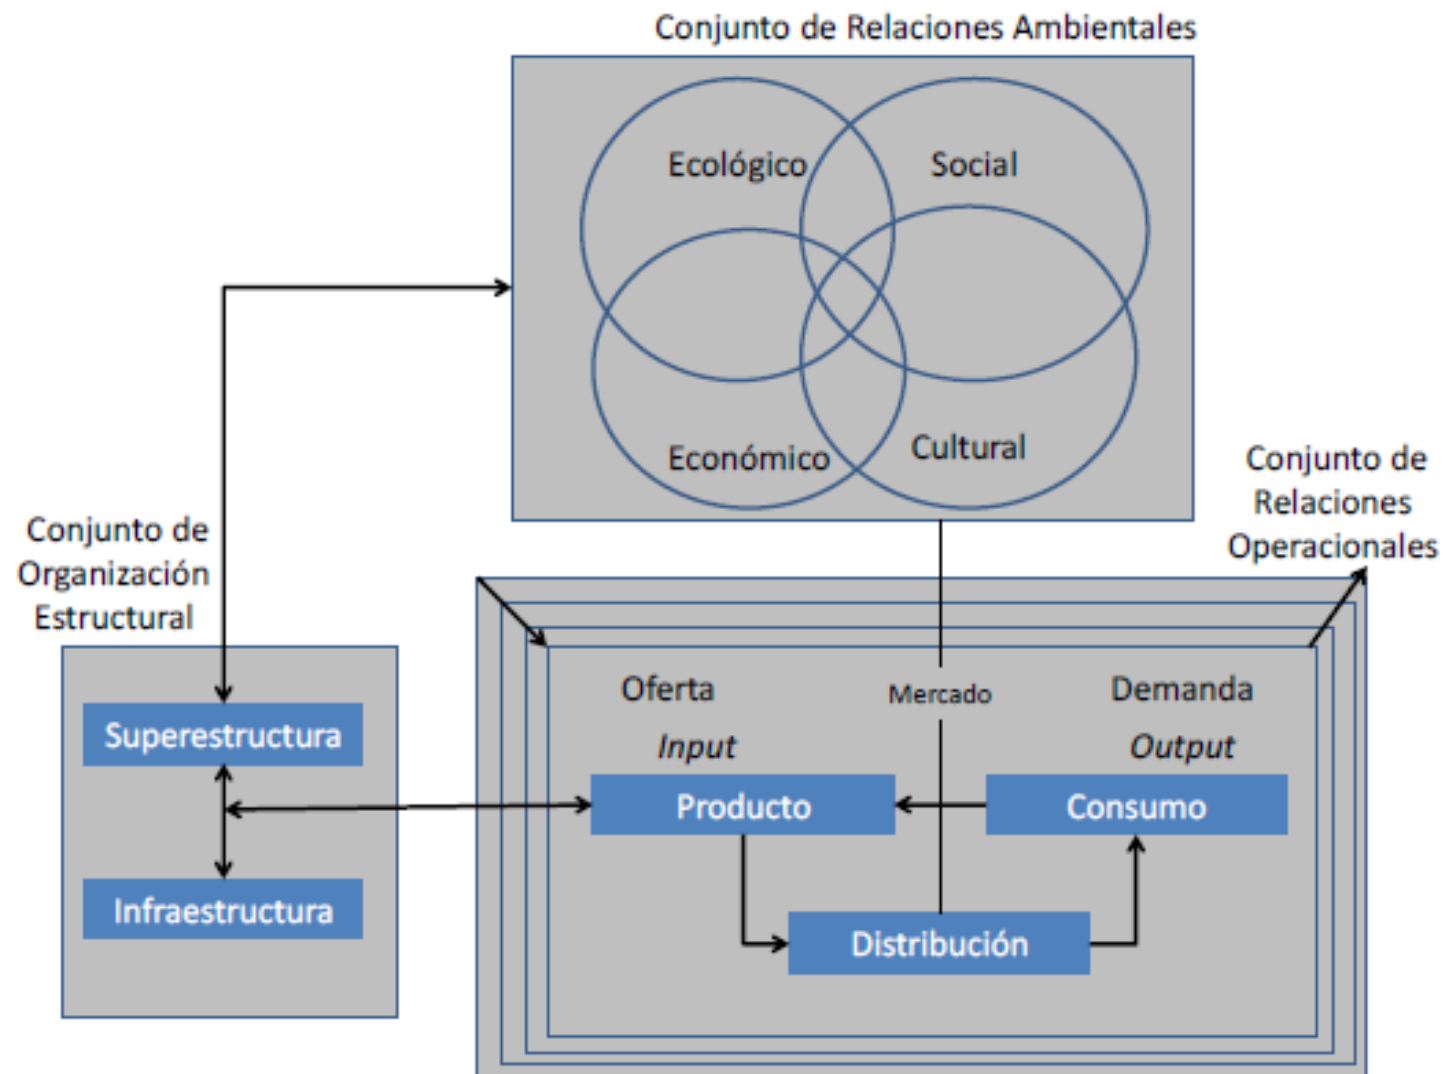 Conjunto de Relaciones Ambientales
Ecológico
Social
Económico
Cultural
Conjunto de
Relaciones
Operacionales
Conjunto de
Organización
Estructural
Superestructura
Infraestructura
Oferta
Mercado
Demanda
Input
Output
Producto
Consumo
Distribución